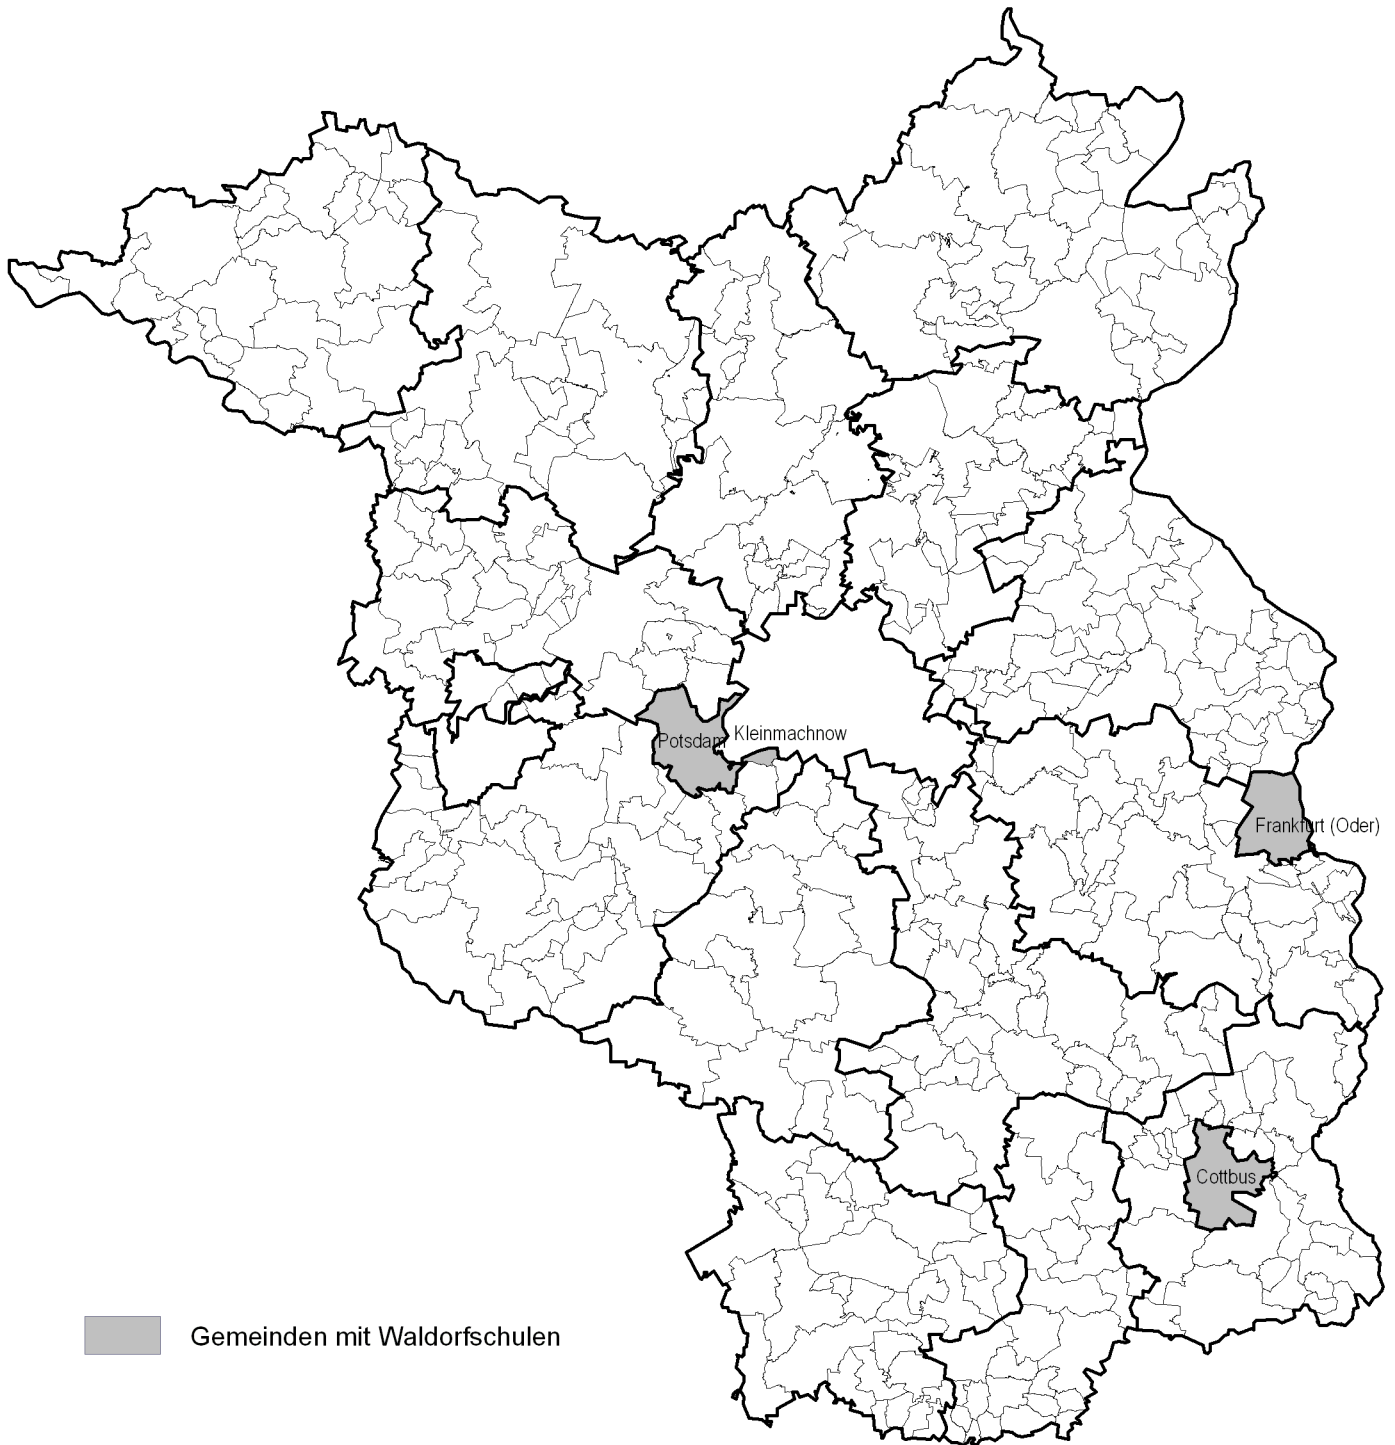 Kleinmachnow
Potsdam
Frankfurt (Oder)
Cottbus
Gemeinden mit Waldorfschulen